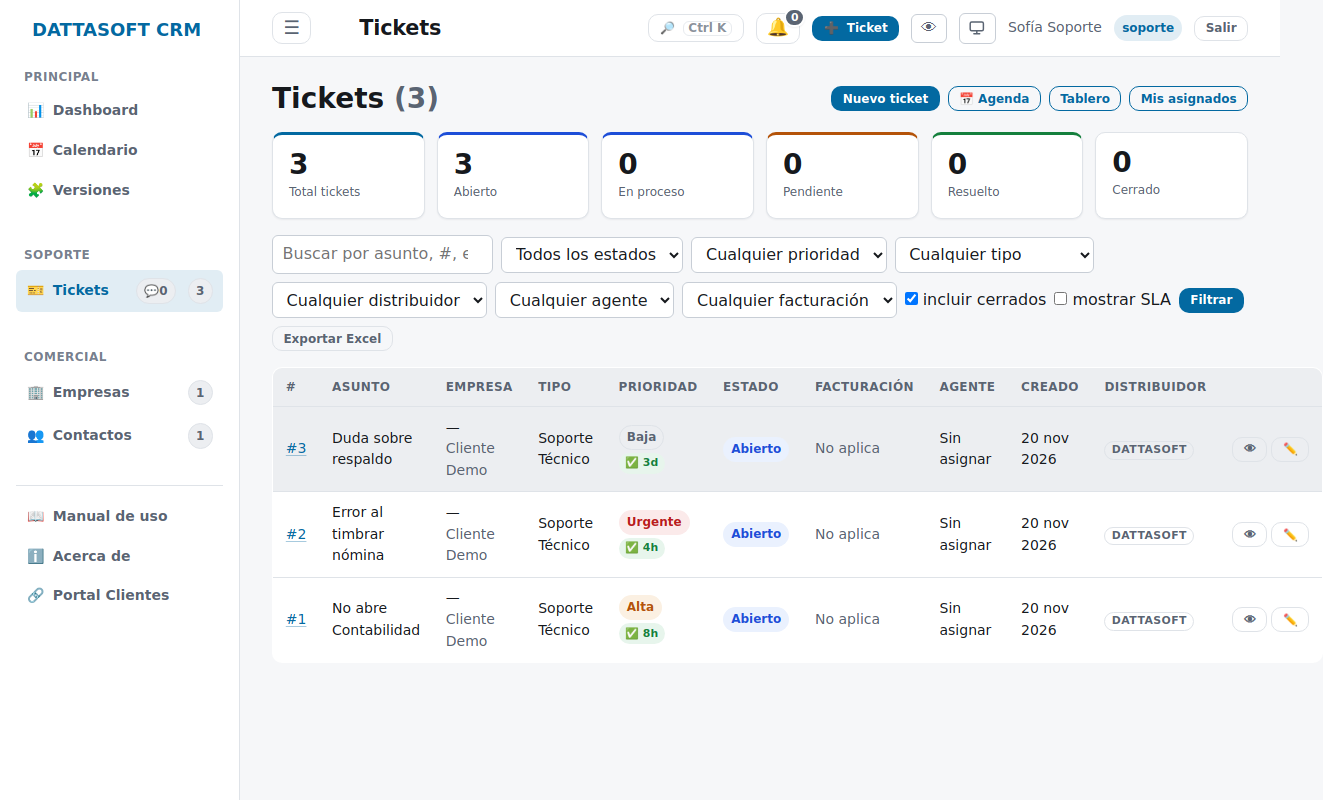 DATTASOFT CRM
PRINCIPAL
Dashboard
Calendario
Versiones
SOPORTE
Tickets 0 3
COMERCIAL
Empresas 1
Contactos 1
Manual de uso
Acerca de
Portal Clientes
☰ Tickets Ctrl K 0 Ticket Sofía Soporte soporte Salir
Tickets (3) Nuevo ticket Agenda Tablero Mis asignados
3 3 0 0 0 0
Total tickets Abierto En proceso Pendiente Resuelto Cerrado
Buscar por asunto, #, e Todos los estados Cualquier prioridad Cualquier tipo
Cualquier distribuidor Cualquier agente Cualquier facturación incluir cerrados mostrar SLA Filtrar
Exportar Excel
# ASUNTO EMPRESA TIPO PRIORIDAD ESTADO FACTURACIÓN AGENTE CREADO DISTRIBUIDOR
#3 Duda sobre respaldo — Cliente Demo Soporte Técnico Baja 3d Abierto No aplica Sin asignar 20 nov 2026 DATTASOFT
#2 Error al timbrar nómina — Cliente Demo Soporte Técnico Urgente 4h Abierto No aplica Sin asignar 20 nov 2026 DATTASOFT
#1 No abre Contabilidad — Cliente Demo Soporte Técnico Alta 8h Abierto No aplica Sin asignar 20 nov 2026 DATTASOFT